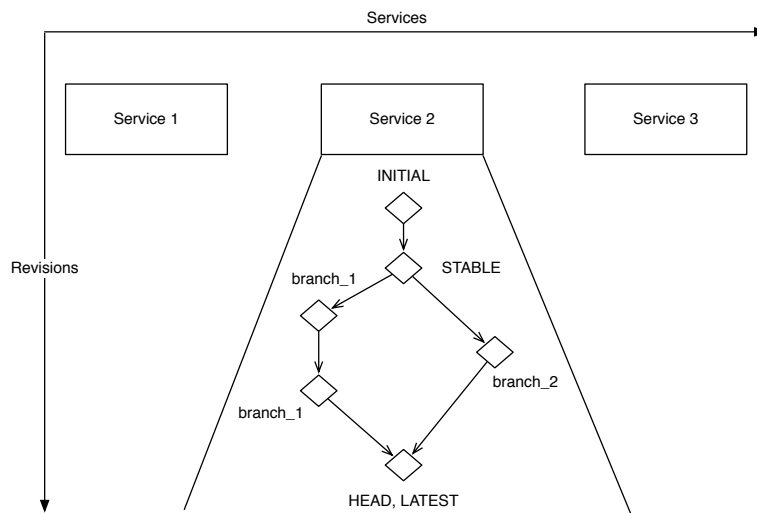 Services
Service 1
Service 2
Service 3
INITIAL
Revisions
STABLE
branch_1
branch_2
branch_1
HEAD, LATEST